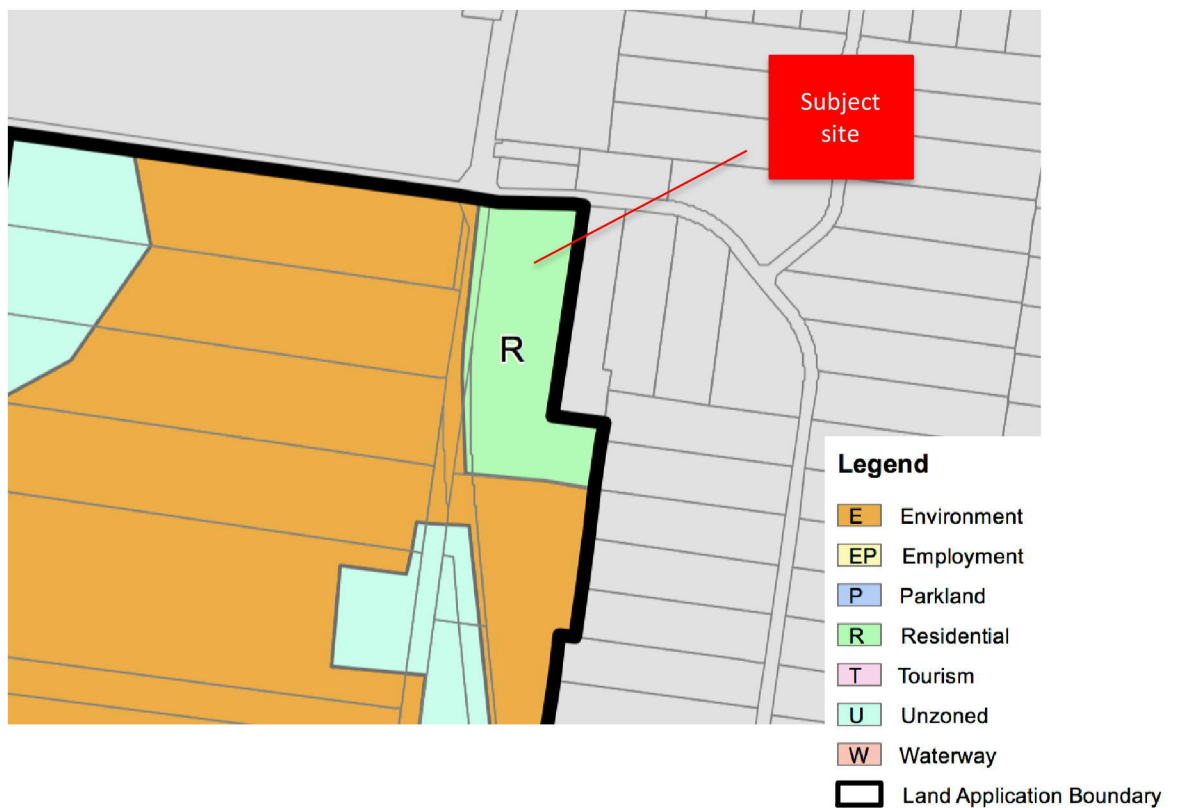 Subject
site
R
Legend
E Environment
EP Employment
P Parkland
R Residential
T Tourism
U Unzoned
W Waterway
Land Application Boundary